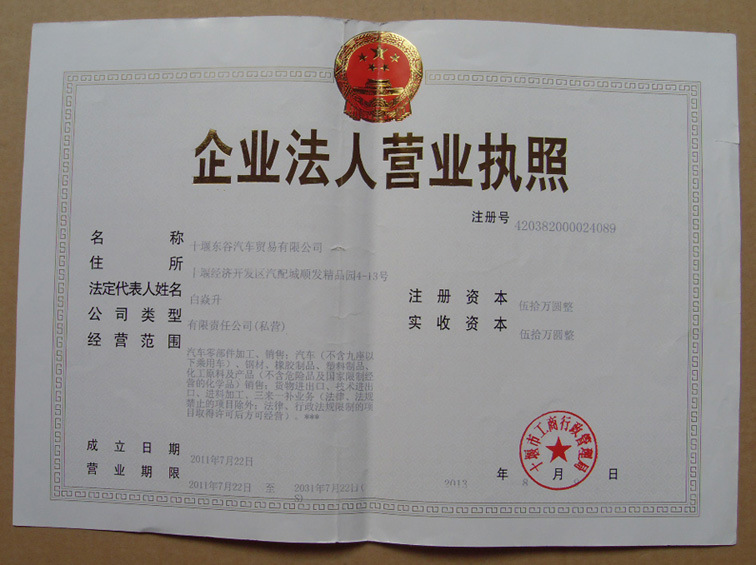 企业法人营业执照
注册号 420382000024089
名称 十堰东谷汽车贸易有限公司
住所 十堰经济开发区汽配城顺发精品园4-13号
法定代表人姓名 白焱升
注册资本 伍拾万圆整
公司类型 有限责任公司(私营)
实收资本 伍拾万圆整
经营范围
汽车零部件加工、销售；汽车（不含九座以
下乘用车）、钢材、橡胶制品、塑料制品、
化工原料及产品（不含危险品及国家限制经
营的化学品）销售；货物进出口、技术进出
口、进料加工、三来一补业务（法律、法规
禁止的项目除外；法律、行政法规限制的项
目取得许可后方可经营）。***
成立日期 2011年7月22日
营业期限 2011年7月22日 至 2031年7月22日(
8)
十堰市工商行政管理局
2013 年 8 月 日